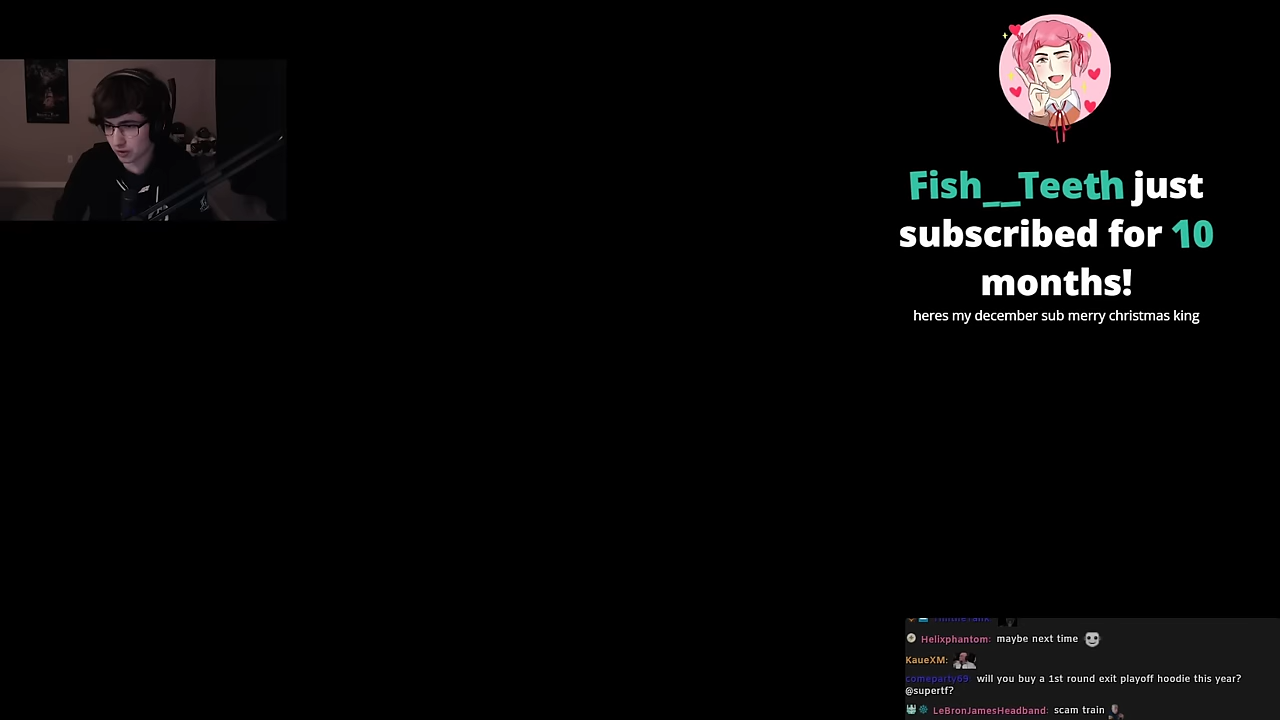 Fish__Teeth just
subscribed for 10
months!
heres my december sub merry christmas king
Helixphantom: maybe next time
KaueXM:
comeparty69: will you buy a 1st round exit playoff hoodie this year?
@supertf?
LeBronJamesHeadband: scam train